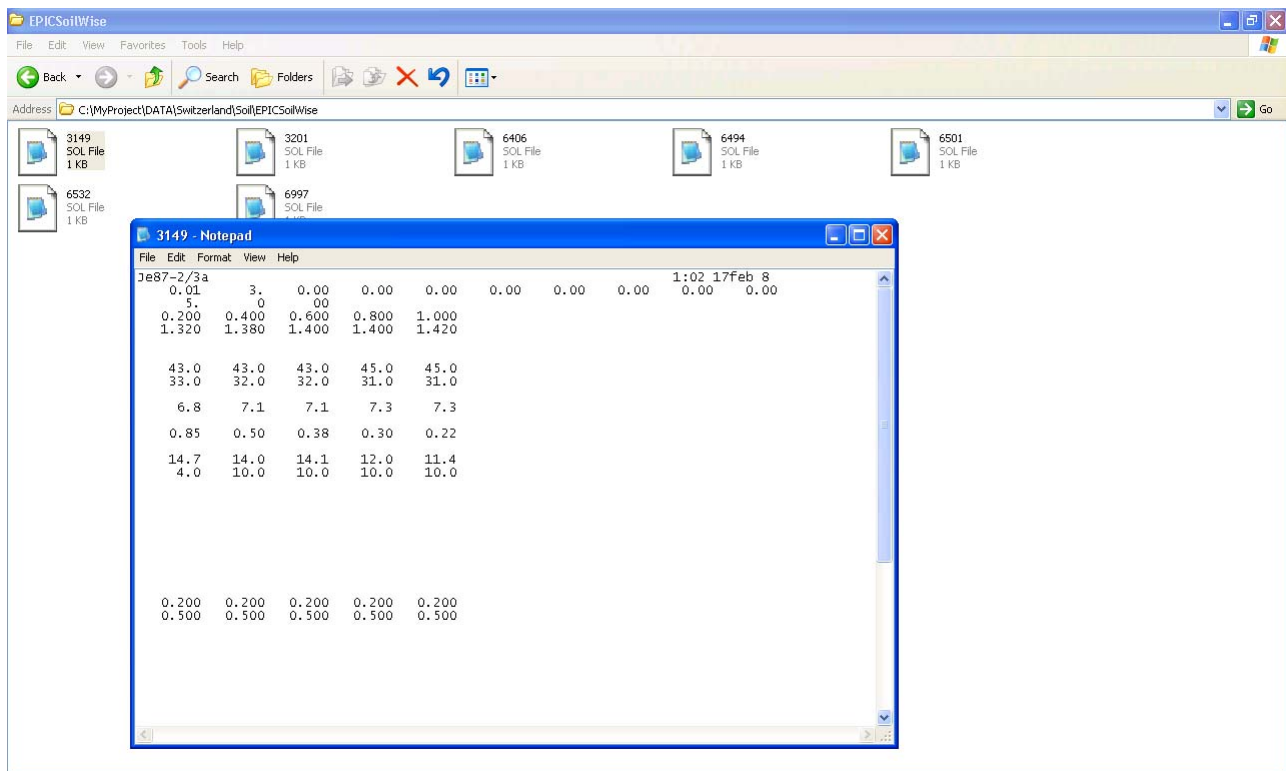 EPICSoilWise
File Edit View Favorites Tools Help
Back Search Folders
Address C:\MyProject\DATA\Switzerland\Soil\EPICSoilWise Go
3149 3201 6406 6494 6501
SOL File SOL File SOL File SOL File SOL File
1 KB 1 KB 1 KB 1 KB 1 KB
6532 6997
SOL File SOL File
1 KB
3149 - Notepad
File Edit Format View Help
Je87-2/3a 1:02 17feb 8
0.01 3. 0.00 0.00 0.00 0.00 0.00 0.00 0.00 0.00
5. 0 00
0.200 0.400 0.600 0.800 1.000
1.320 1.380 1.400 1.400 1.420
43.0 43.0 43.0 45.0 45.0
33.0 32.0 32.0 31.0 31.0
6.8 7.1 7.1 7.3 7.3
0.85 0.50 0.38 0.30 0.22
14.7 14.0 14.1 12.0 11.4
4.0 10.0 10.0 10.0 10.0
0.200 0.200 0.200 0.200 0.200
0.500 0.500 0.500 0.500 0.500